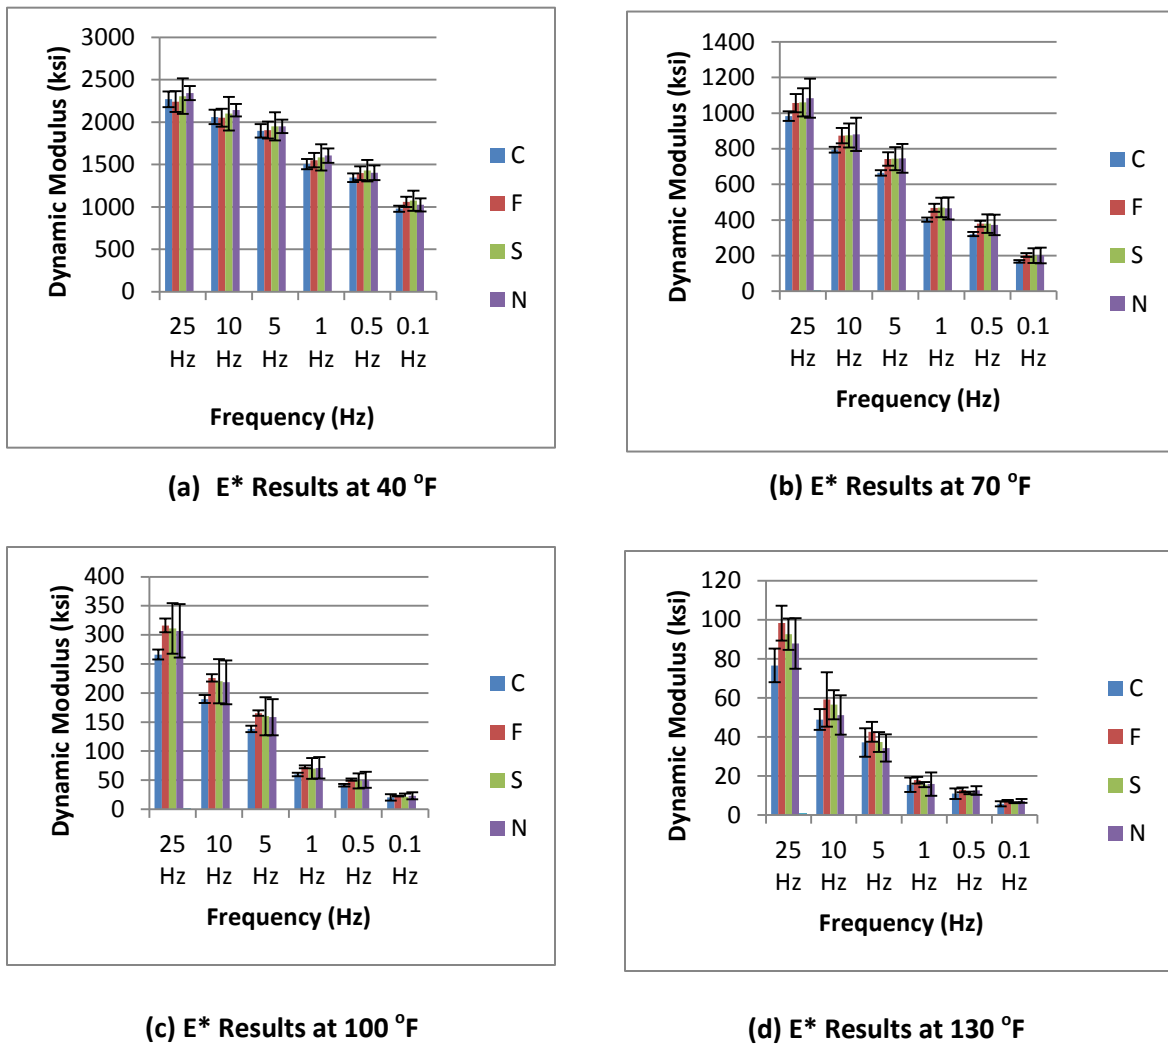 Dynamic Modulus (ksi)
3000
2500
2000
1500
1000
500
0
25 10 5 1 0.5 0.1
Hz Hz Hz Hz Hz Hz
Frequency (Hz)
C
F
S
N
(a) E* Results at 40 °F
Dynamic Modulus (ksi)
1400
1200
1000
800
600
400
200
0
25 10 5 1 0.5 0.1
Hz Hz Hz Hz Hz Hz
Frequency (Hz)
C
F
S
N
(b) E* Results at 70 °F
Dynamic Modulus (ksi)
400
350
300
250
200
150
100
50
0
25 10 5 1 0.5 0.1
Hz Hz Hz Hz Hz Hz
Frequency (Hz)
C
F
S
N
(c) E* Results at 100 °F
Dynamic Modulus (ksi)
120
100
80
60
40
20
0
25 10 5 1 0.5 0.1
Hz Hz Hz Hz Hz Hz
Frequency (Hz)
C
F
S
N
(d) E* Results at 130 °F